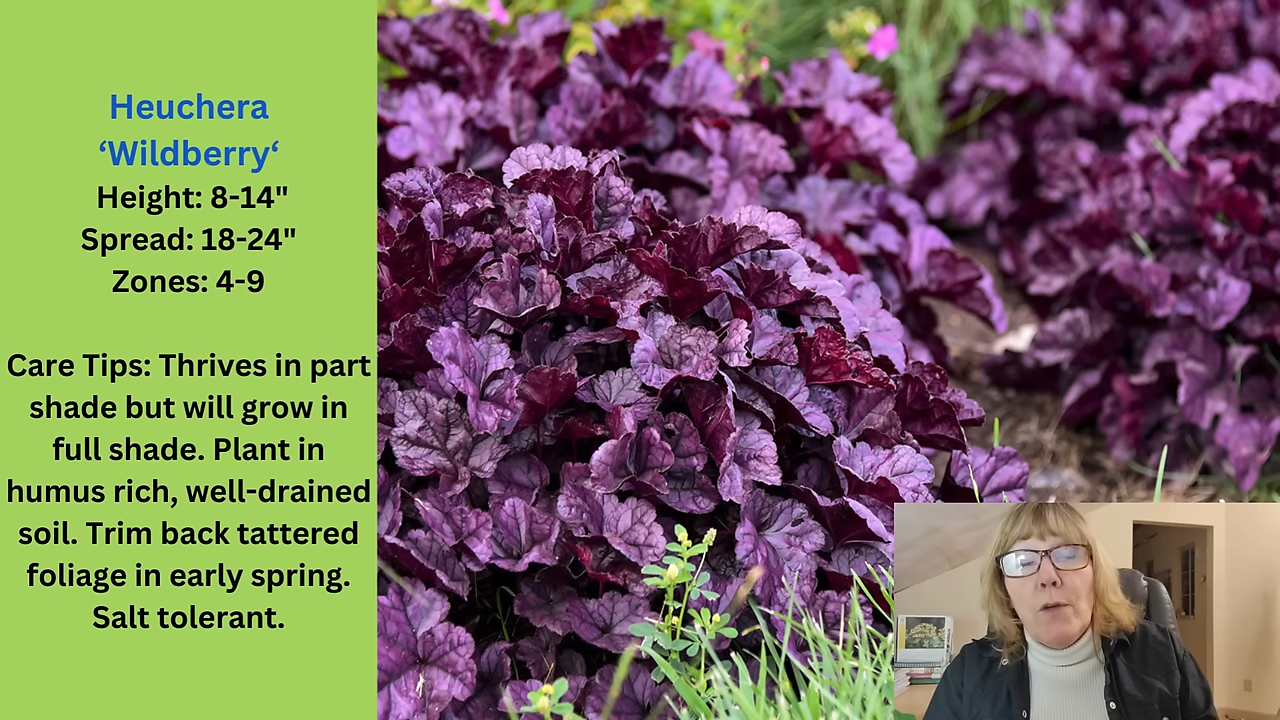 Heuchera
‘Wildberry‘
Height: 8-14"
Spread: 18-24"
Zones: 4-9
Care Tips: Thrives in part
shade but will grow in
full shade. Plant in
humus rich, well-drained
soil. Trim back tattered
foliage in early spring.
Salt tolerant.